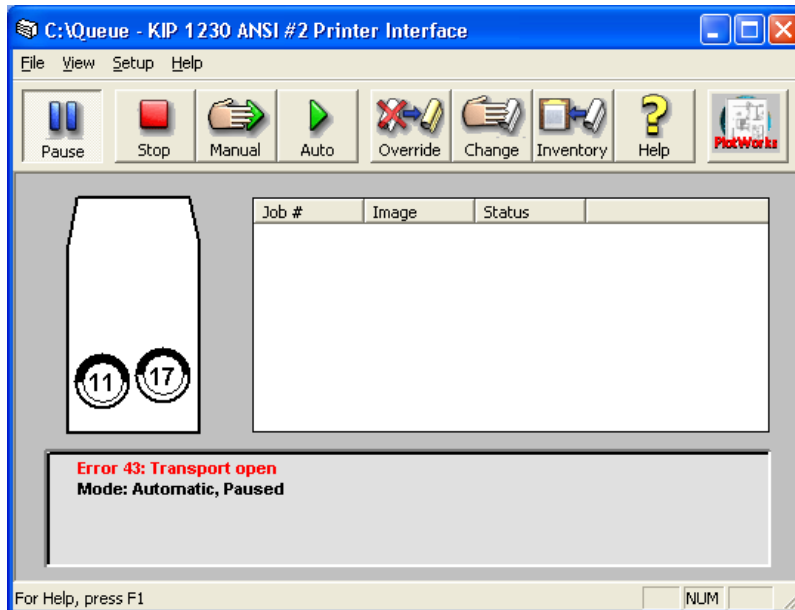 C:\Queue - KIP 1230 ANSI #2 Printer Interface
File View Setup Help
Pause Stop Manual Auto Override Change Inventory Help PlotWorks
Job # Image Status
11 17
Error 43: Transport open
Mode: Automatic, Paused
For Help, press F1 NUM